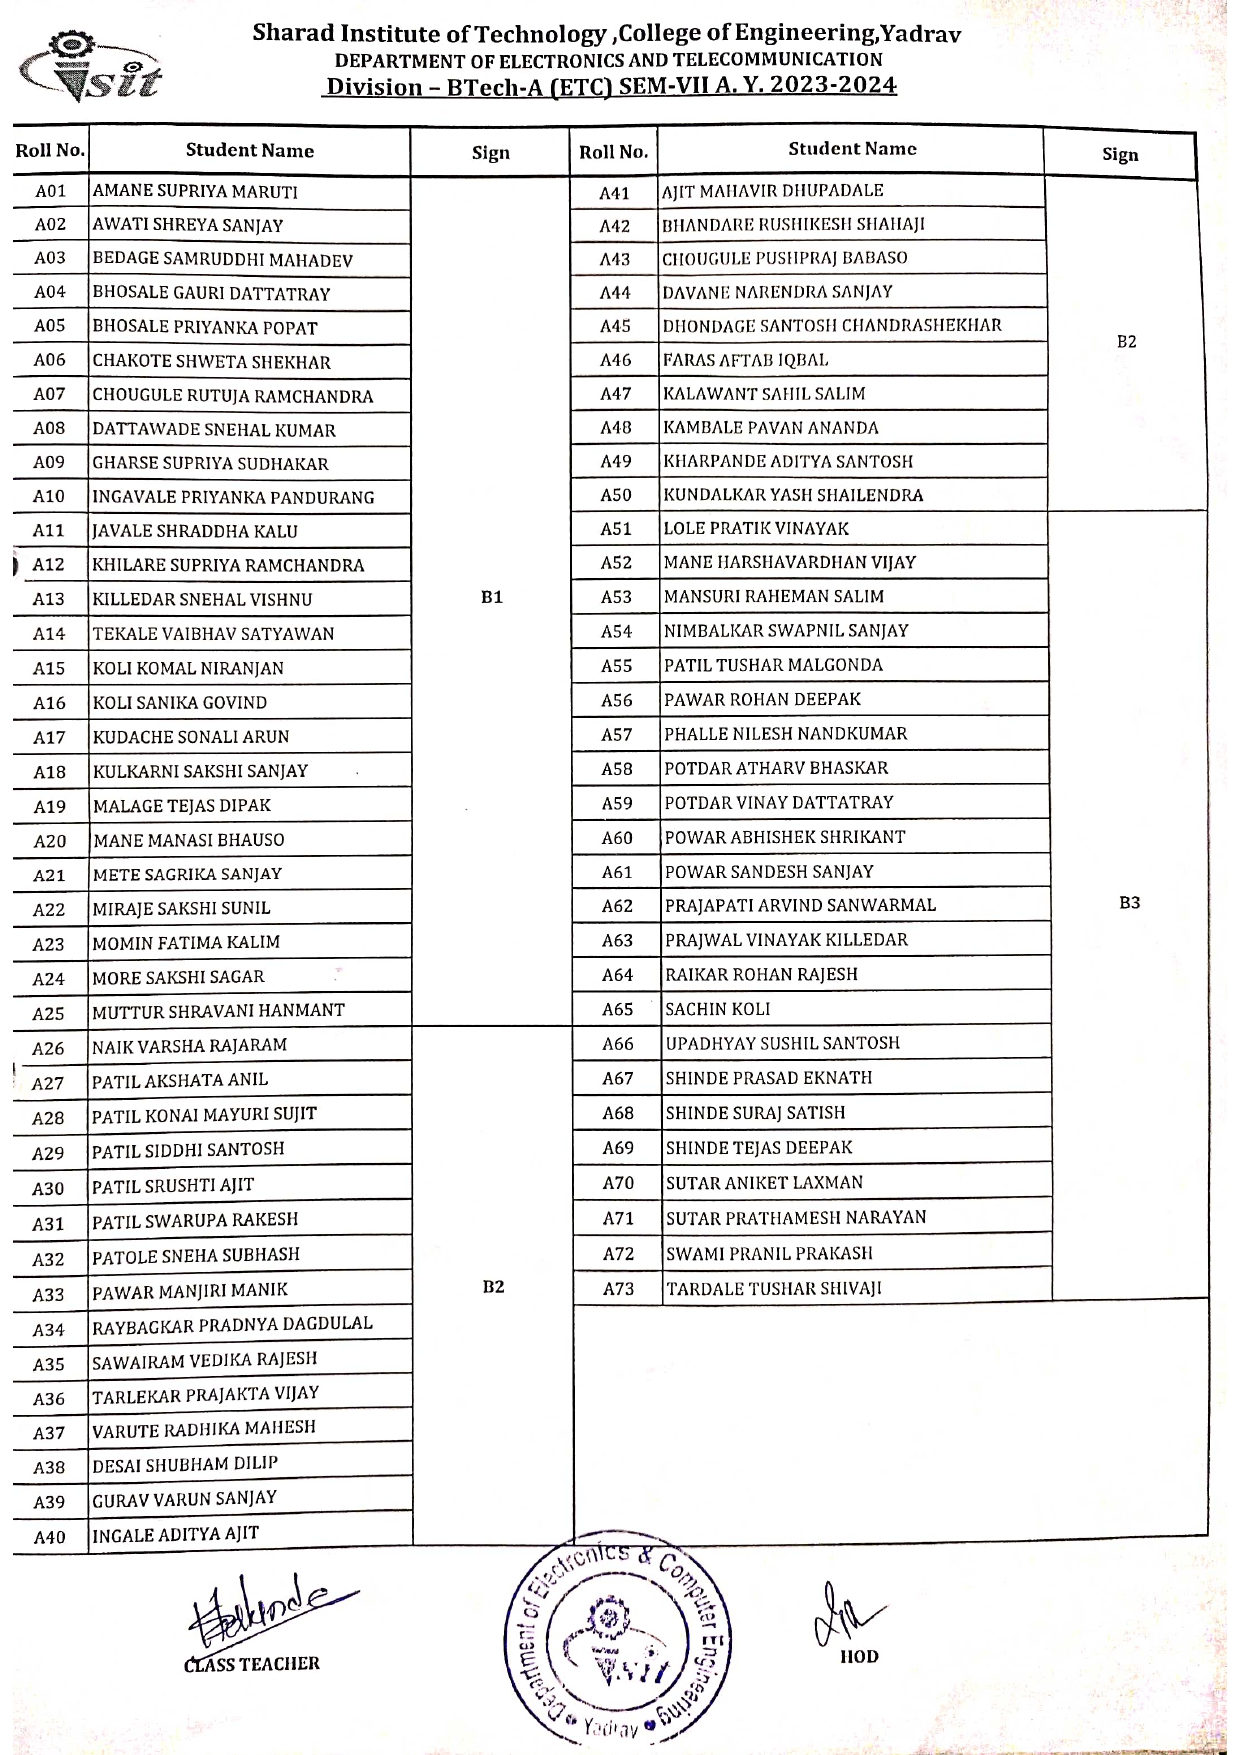 Sharad Institute of Technology ,College of Engineering,Yadrav
DEPARTMENT OF ELECTRONICS AND TELECOMMUNICATION
Division – BTech-A (ETC) SEM-VII A. Y. 2023-2024
sit
Roll No. Student Name Sign Roll No. Student Name Sign
A01 AMANE SUPRIYA MARUTI A41 AJIT MAHAVIR DHUPADALE
A02 AWATI SHREYA SANJAY A42 BHANDARE RUSHIKESH SHAHAJI
A03 BEDAGE SAMRUDDHI MAHADEV A43 CHOUGULE PUSHPRAJ BABASO
A04 BHOSALE GAURI DATTATRAY A44 DAVANE NARENDRA SANJAY
A05 BHOSALE PRIYANKA POPAT A45 DHONDAGE SANTOSH CHANDRASHEKHAR B2
A06 CHAKOTE SHWETA SHEKHAR A46 FARAS AFTAB IQBAL
A07 CHOUGULE RUTUJA RAMCHANDRA A47 KALAWANT SAHIL SALIM
A08 DATTAWADE SNEHAL KUMAR A48 KAMBALE PAVAN ANANDA
A09 GHARSE SUPRIYA SUDHAKAR A49 KHARPANDE ADITYA SANTOSH
A10 INGAVALE PRIYANKA PANDURANG A50 KUNDALKAR YASH SHAILENDRA
A11 JAVALE SHRADDHA KALU A51 LOLE PRATIK VINAYAK
A12 KHILARE SUPRIYA RAMCHANDRA A52 MANE HARSHAVARDHAN VIJAY
A13 KILLEDAR SNEHAL VISHNU B1 A53 MANSURI RAHEMAN SALIM
A14 TEKALE VAIBHAV SATYAWAN A54 NIMBALKAR SWAPNIL SANJAY
A15 KOLI KOMAL NIRANJAN A55 PATIL TUSHAR MALGONDA
A16 KOLI SANIKA GOVIND A56 PAWAR ROHAN DEEPAK
A17 KUDACHE SONALI ARUN A57 PHALLE NILESH NANDKUMAR
A18 KULKARNI SAKSHI SANJAY A58 POTDAR ATHARV BHASKAR
A19 MALAGE TEJAS DIPAK A59 POTDAR VINAY DATTATRAY
A20 MANE MANASI BHAUSO A60 POWAR ABHISHEK SHRIKANT
A21 METE SAGRIKA SANJAY A61 POWAR SANDESH SANJAY
A22 MIRAJE SAKSHI SUNIL A62 PRAJAPATI ARVIND SANWARMAL B3
A23 MOMIN FATIMA KALIM A63 PRAJWAL VINAYAK KILLEDAR
A24 MORE SAKSHI SAGAR A64 RAIKAR ROHAN RAJESH
A25 MUTTUR SHRAVANI HANMANT A65 SACHIN KOLI
A26 NAIK VARSHA RAJARAM A66 UPADHYAY SUSHIL SANTOSH
A27 PATIL AKSHATA ANIL A67 SHINDE PRASAD EKNATH
A28 PATIL KONAI MAYURI SUJIT A68 SHINDE SURAJ SATISH
A29 PATIL SIDDHI SANTOSH A69 SHINDE TEJAS DEEPAK
A30 PATIL SRUSHTI AJIT A70 SUTAR ANIKET LAXMAN
A31 PATIL SWARUPA RAKESH A71 SUTAR PRATHAMESH NARAYAN
A32 PATOLE SNEHA SUBHASH A72 SWAMI PRANIL PRAKASH
A33 PAWAR MANJIRI MANIK B2 A73 TARDALE TUSHAR SHIVAJI
A34 RAYBAGKAR PRADNYA DAGDULAL
A35 SAWAIRAM VEDIKA RAJESH
A36 TARLEKAR PRAJAKTA VIJAY
A37 VARUTE RADHIKA MAHESH
A38 DESAI SHUBHAM DILIP
A39 GURAV VARUN SANJAY
A40 INGALE ADITYA AJIT
Department of Electronics & Computer Engineering
Yadrav
CLASS TEACHER
HOD